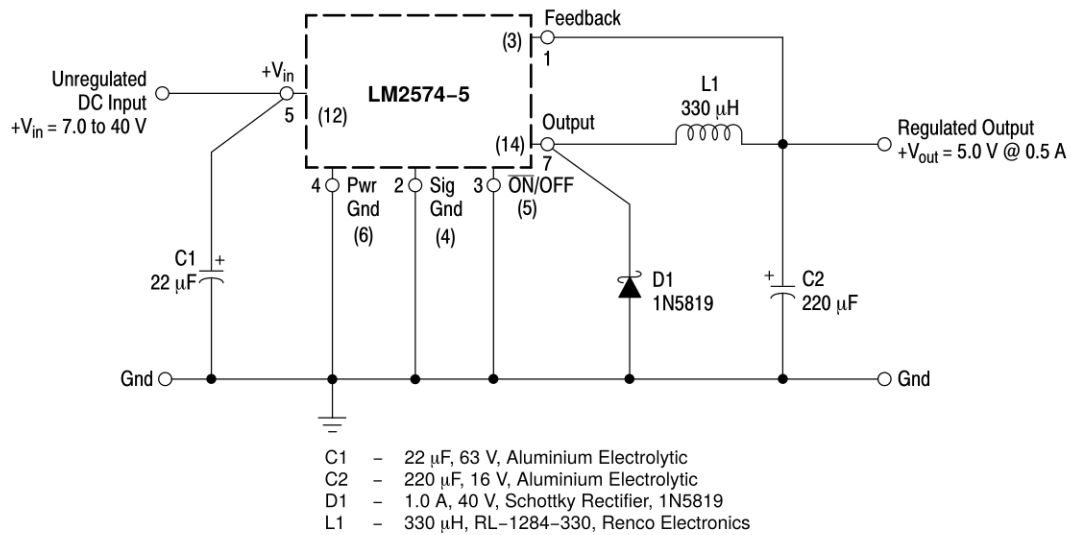 Feedback
(3)
1
Unregulated
DC Input
+Vin = 7.0 to 40 V
+Vin
5
(12)
LM2574−5
L1
330 μH
Output
(14)
7
Regulated Output
+Vout = 5.0 V @ 0.5 A
4 Pwr
Gnd
(6)
2 Sig
Gnd
(4)
3 O̅N̅/OFF
(5)
C1
22 μF
+
D1
1N5819
+
C2
220 μF
Gnd
Gnd
C1 – 22 μF, 63 V, Aluminium Electrolytic
C2 – 220 μF, 16 V, Aluminium Electrolytic
D1 – 1.0 A, 40 V, Schottky Rectifier, 1N5819
L1 – 330 μH, RL−1284−330, Renco Electronics